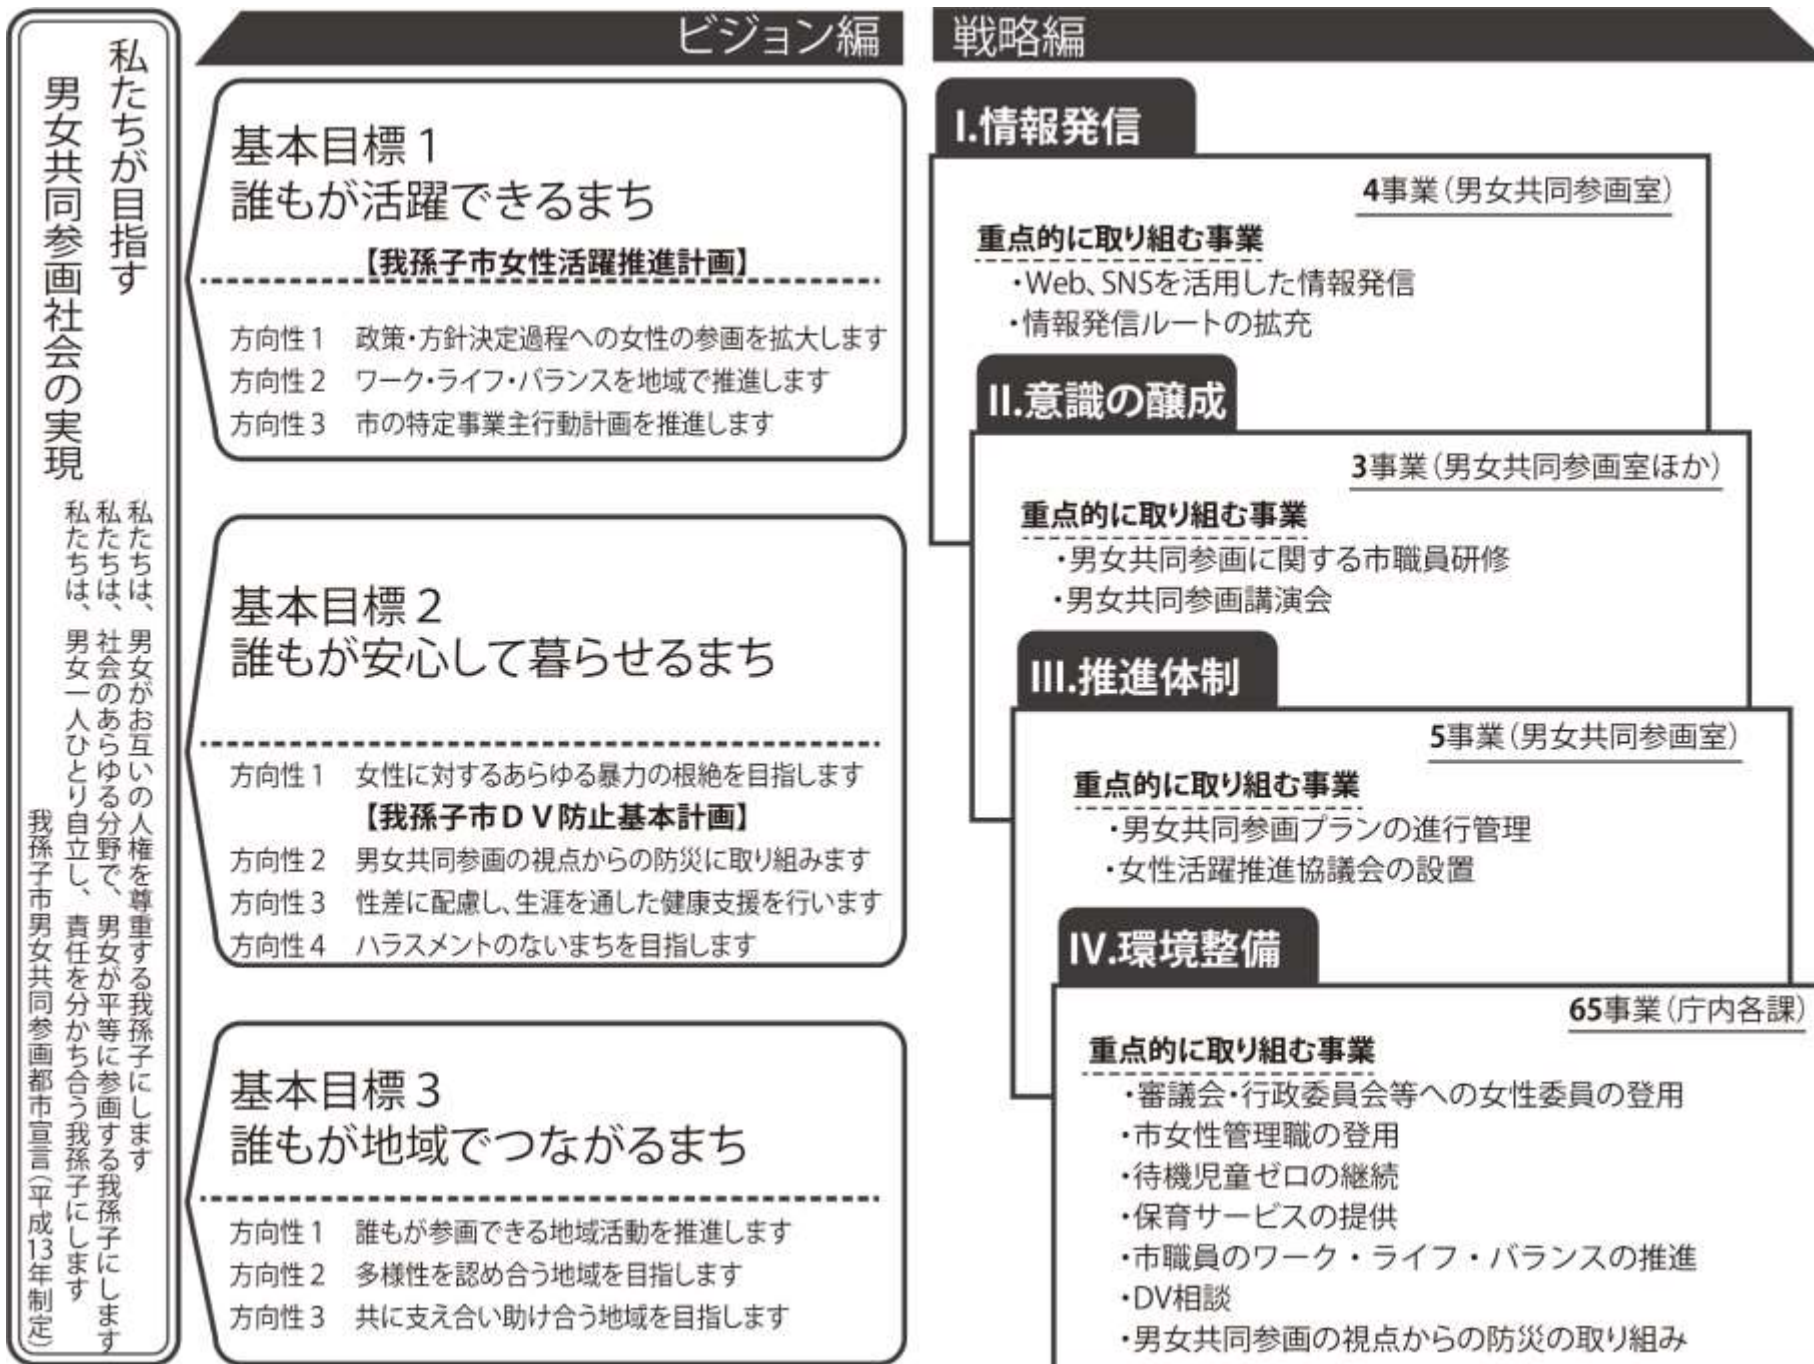 私たちが目指す
男女共同参画社会の実現
私たちは、男女がお互いの人権を尊重する我孫子にします
私たちは、社会のあらゆる分野で、男女が平等に参画する我孫子にします
私たちは、男女一人ひとり自立し、責任を分かち合う我孫子にします
我孫子市男女共同参画都市宣言(平成13年制定)
ビジョン編
基本目標1
誰もが活躍できるまち
【我孫子市女性活躍推進計画】
方向性1 政策・方針決定過程への女性の参画を拡大します
方向性2 ワーク・ライフ・バランスを地域で推進します
方向性3 市の特定事業主行動計画を推進します
基本目標2
誰もが安心して暮らせるまち
方向性1 女性に対するあらゆる暴力の根絶を目指します
【我孫子市DV防止基本計画】
方向性2 男女共同参画の視点からの防災に取り組みます
方向性3 性差に配慮し、生涯を通した健康支援を行います
方向性4 ハラスメントのないまちを目指します
基本目標3
誰もが地域でつながるまち
方向性1 誰もが参画できる地域活動を推進します
方向性2 多様性を認め合う地域を目指します
方向性3 共に支え合い助け合う地域を目指します
戦略編
I.情報発信
4事業(男女共同参画室)
重点的に取り組む事業
・Web、SNSを活用した情報発信
・情報発信ルートの拡充
II.意識の醸成
3事業(男女共同参画室ほか)
重点的に取り組む事業
・男女共同参画に関する市職員研修
・男女共同参画講演会
III.推進体制
5事業(男女共同参画室)
重点的に取り組む事業
・男女共同参画プランの進行管理
・女性活躍推進協議会の設置
IV.環境整備
65事業(庁内各課)
重点的に取り組む事業
・審議会・行政委員会等への女性委員の登用
・市女性管理職の登用
・待機児童ゼロの継続
・保育サービスの提供
・市職員のワーク・ライフ・バランスの推進
・DV相談
・男女共同参画の視点からの防災の取り組み